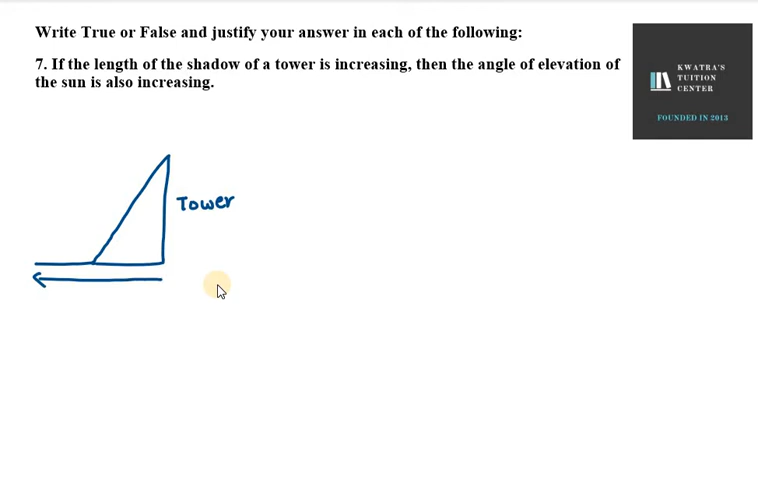 Write True or False and justify your answer in each of the following:
7. If the length of the shadow of a tower is increasing, then the angle of elevation of
the sun is also increasing.
KWATRA'S
TUITION
CENTER
FOUNDED IN 2013
Tower